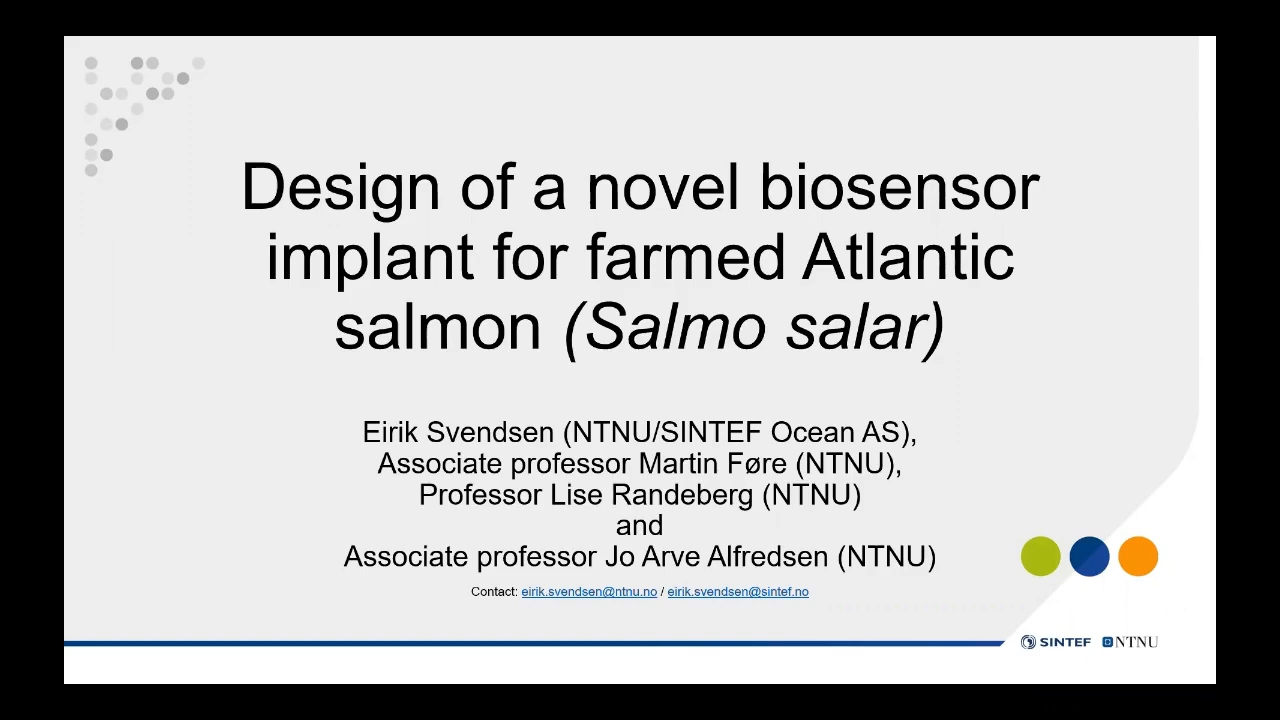 Design of a novel biosensor
implant for farmed Atlantic
salmon (Salmo salar)
Eirik Svendsen (NTNU/SINTEF Ocean AS),
Associate professor Martin Føre (NTNU),
Professor Lise Randeberg (NTNU)
and
Associate professor Jo Arve Alfredsen (NTNU)
Contact: eirik.svendsen@ntnu.no / eirik.svendsen@sintef.no
SINTEF NTNU